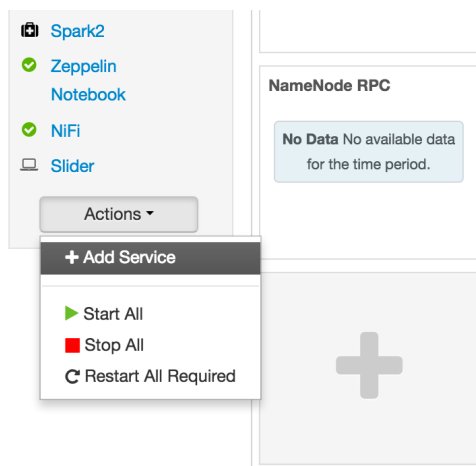 Spark2
Zeppelin
Notebook
NiFi
Slider
Actions
Add Service
Start All
Stop All
Restart All Required
NameNode RPC
No Data No available data
for the time period.